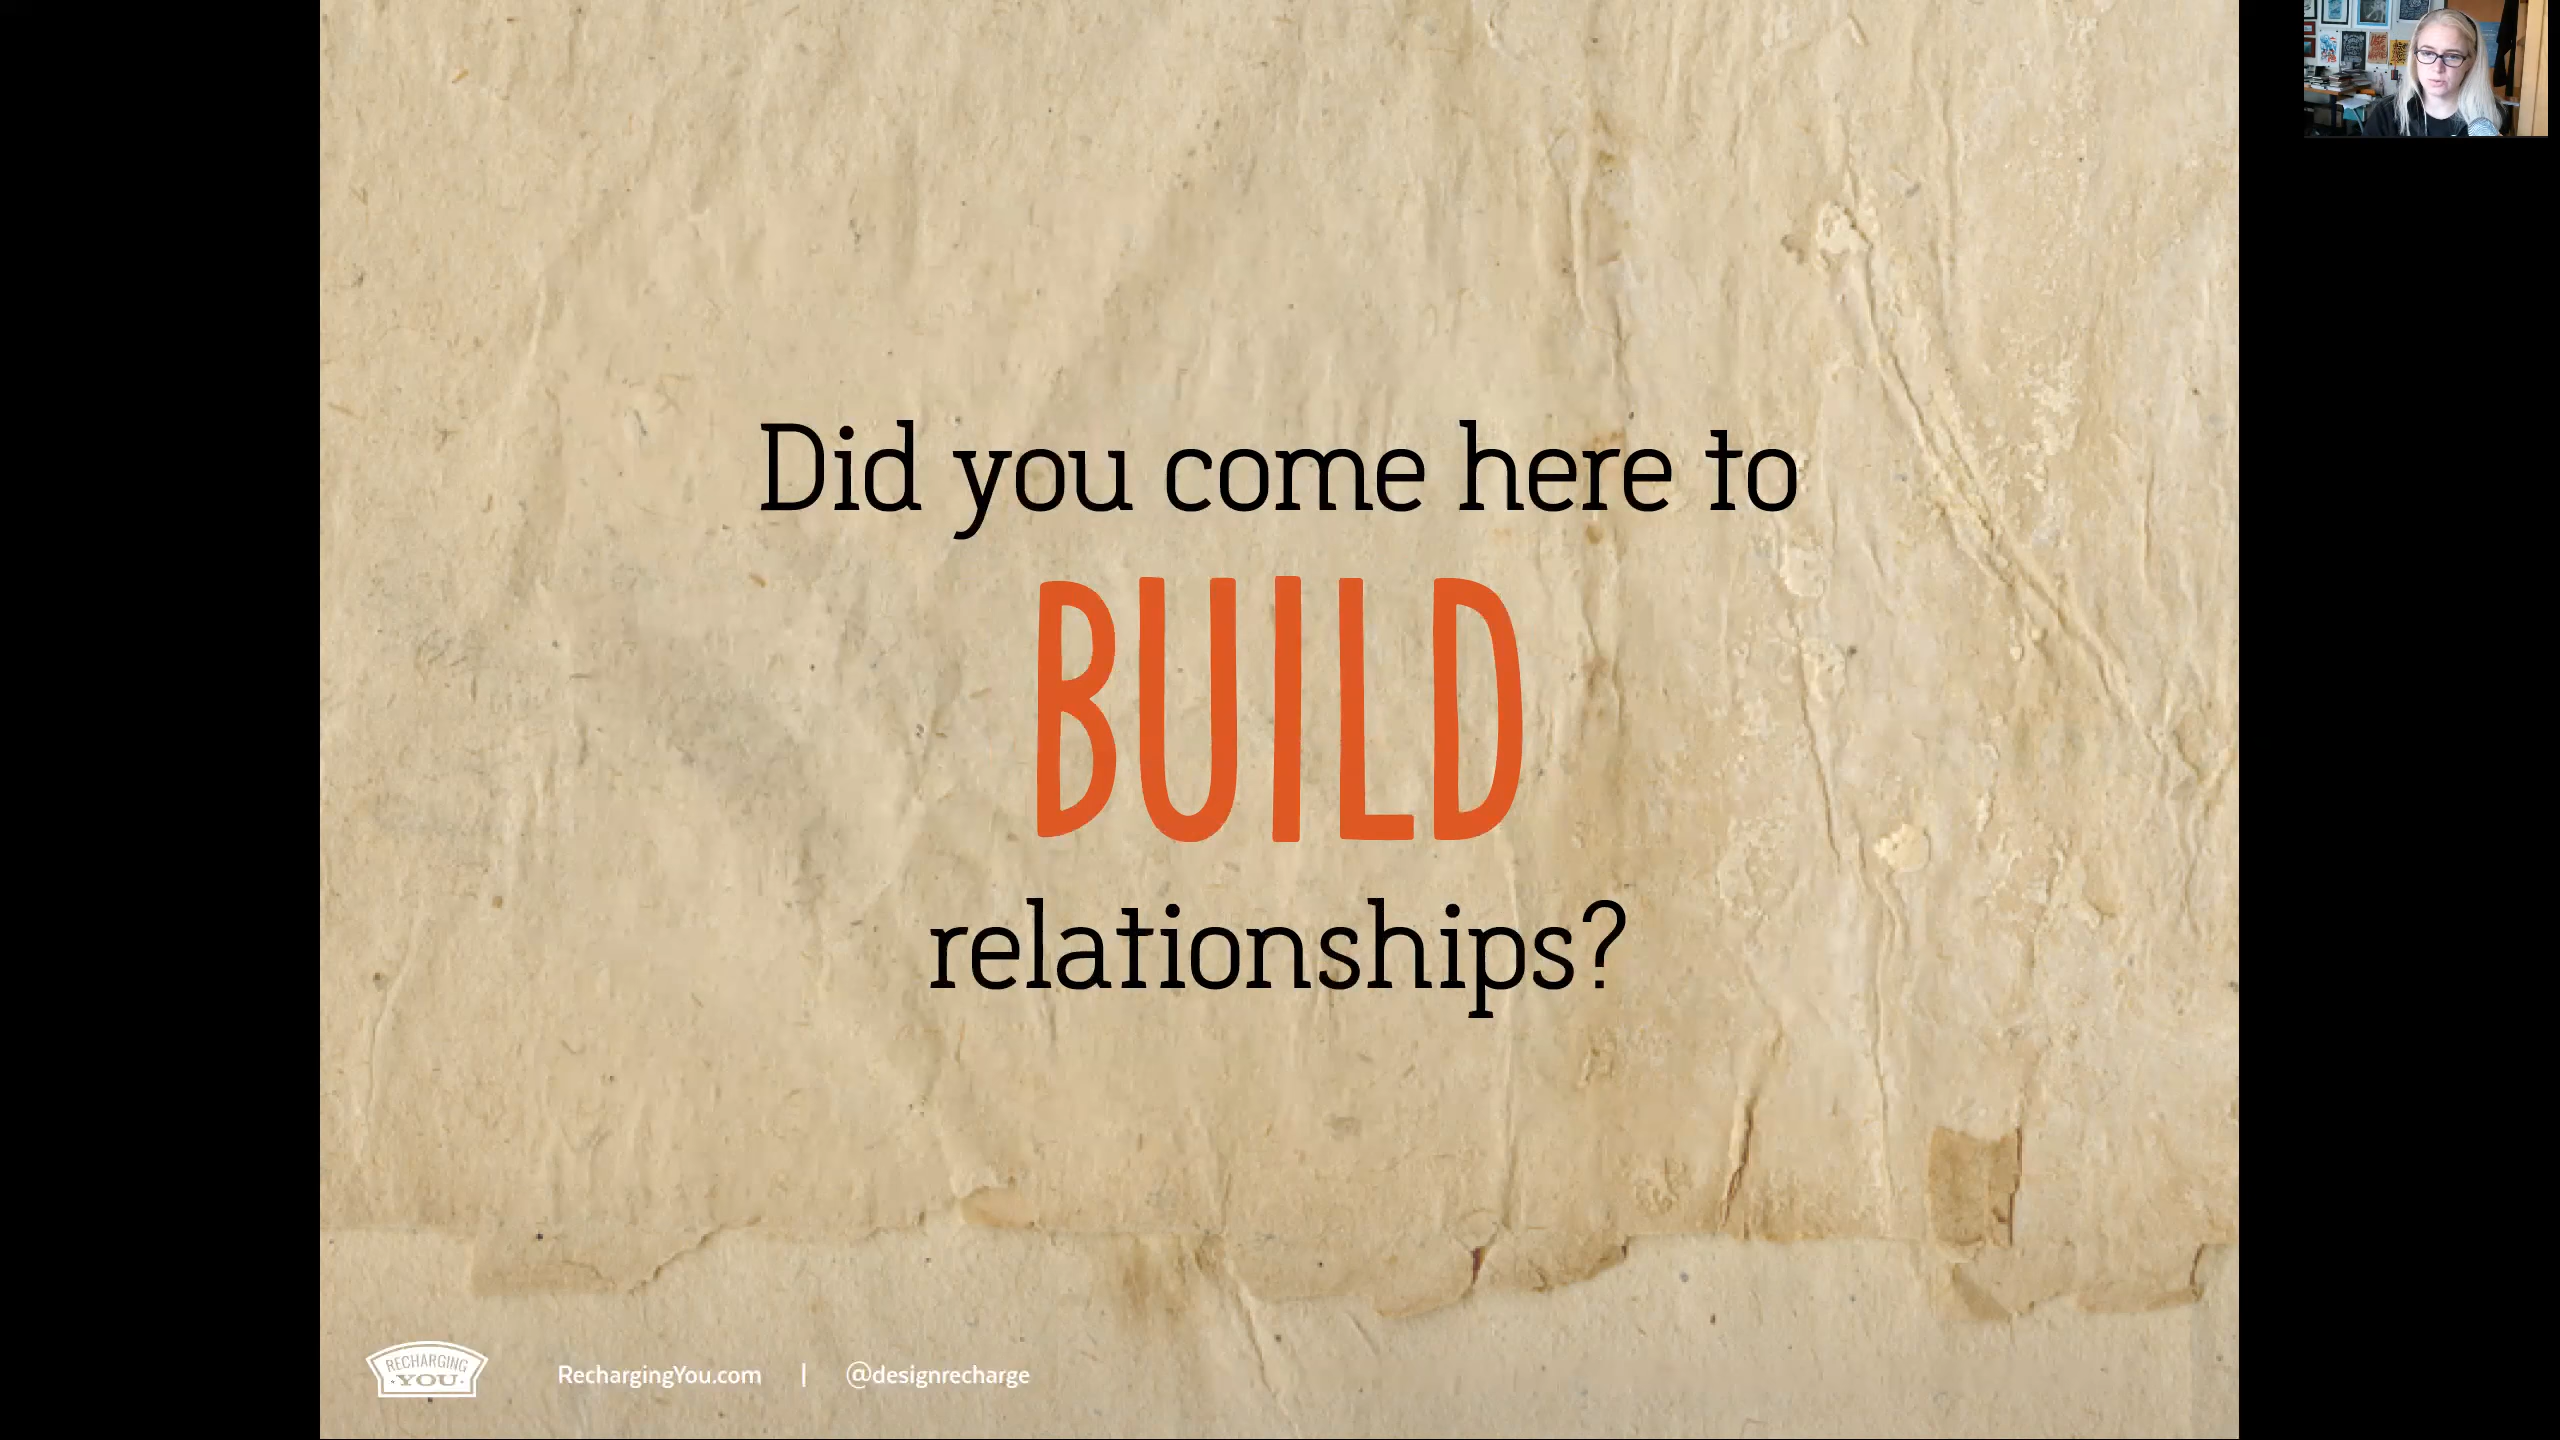 Did you come here to
BUILD
relationships?
RECHARGING
·YOU·
RechargingYou.com | @designrecharge